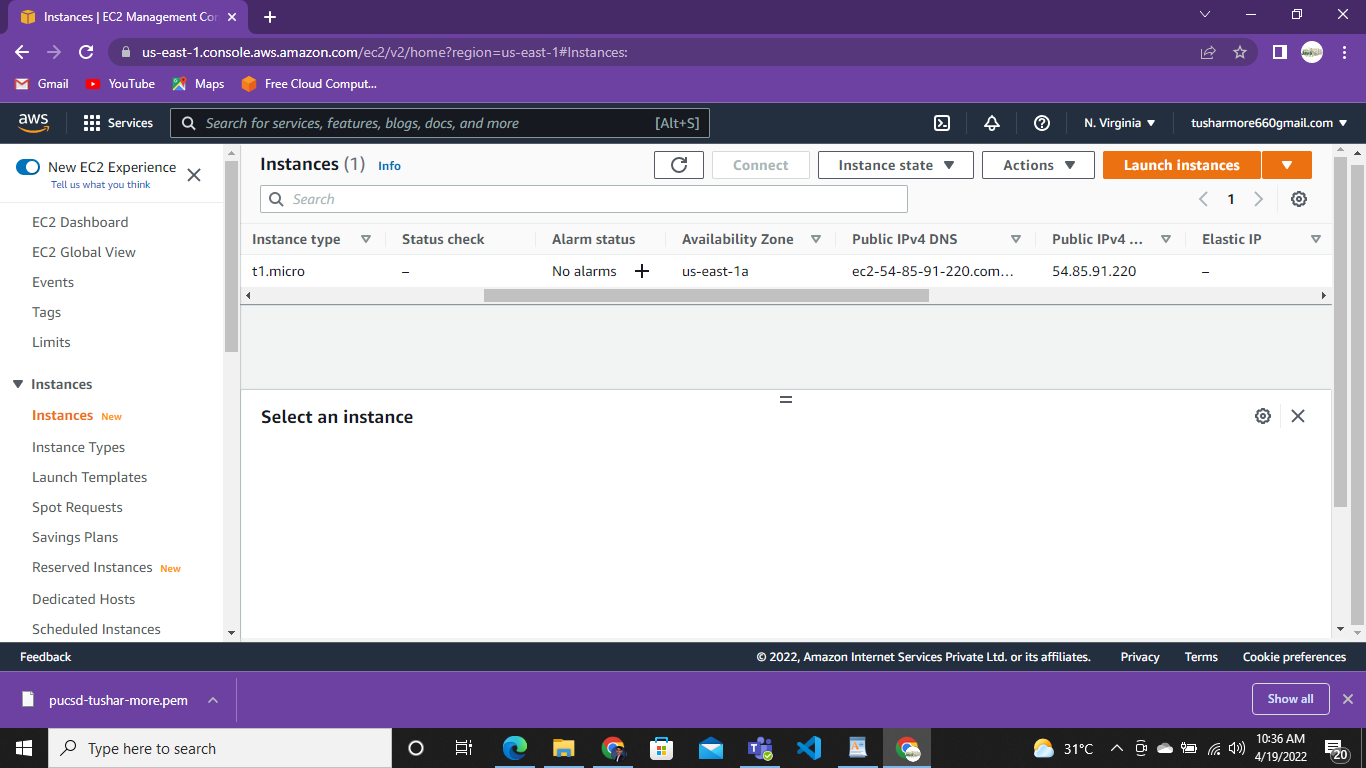 Instances | EC2 Management Con
us-east-1.console.aws.amazon.com/ec2/v2/home?region=us-east-1#Instances:
Gmail YouTube Maps Free Cloud Comput...
aws Services Search for services, features, blogs, docs, and more [Alt+S] N. Virginia tusharmore660gmail.com
New EC2 Experience
Tell us what you think
EC2 Dashboard
EC2 Global View
Events
Tags
Limits
Instances
Instances New
Instance Types
Launch Templates
Spot Requests
Savings Plans
Reserved Instances New
Dedicated Hosts
Scheduled Instances
Instances (1) Info Connect Instance state Actions Launch instances
Search 1
Instance type Status check Alarm status Availability Zone Public IPv4 DNS Public IPv4 ... Elastic IP
t1.micro – No alarms + us-east-1a ec2-54-85-91-220.com... 54.85.91.220 –
Select an instance
Feedback © 2022, Amazon Internet Services Private Ltd. or its affiliates. Privacy Terms Cookie preferences
pucsd-tushar-more.pem Show all
Type here to search 31°C 10:36 AM
4/19/2022 20